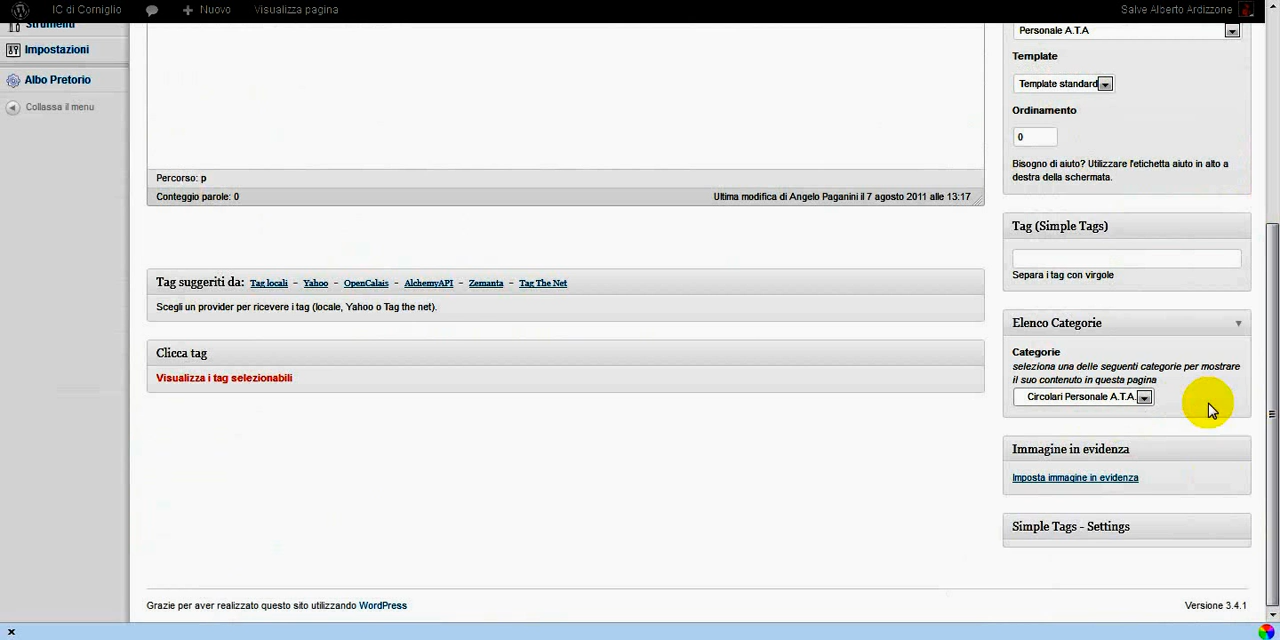 IC di Corniglio
Nuovo
Visualizza pagina
Salve Alberto Ardizzone
Strumenti
Impostazioni
Albo Pretorio
Collassa il menu
Percorso: p
Conteggio parole: 0
Ultima modifica di Angelo Paganini il 7 agosto 2011 alle 13:17
Tag suggeriti da: Tag locali - Yahoo - OpenCalais - AlchemyAPI - Zemanta - Tag The Net
Scegli un provider per ricevere i tag (locale, Yahoo o Tag the net).
Clicca tag
Visualizza i tag selezionabili
Personale A.T.A
Template
Template standard
Ordinamento
0
Bisogno di aiuto? Utilizzare l'etichetta aiuto in alto a
destra della schermata.
Tag (Simple Tags)
Separa i tag con virgole
Elenco Categorie
Categorie
seleziona una delle seguenti categorie per mostrare
il suo contenuto in questa pagina
Circolari Personale A.T.A.
Immagine in evidenza
Imposta immagine in evidenza
Simple Tags - Settings
Grazie per aver realizzato questo sito utilizzando WordPress
Versione 3.4.1